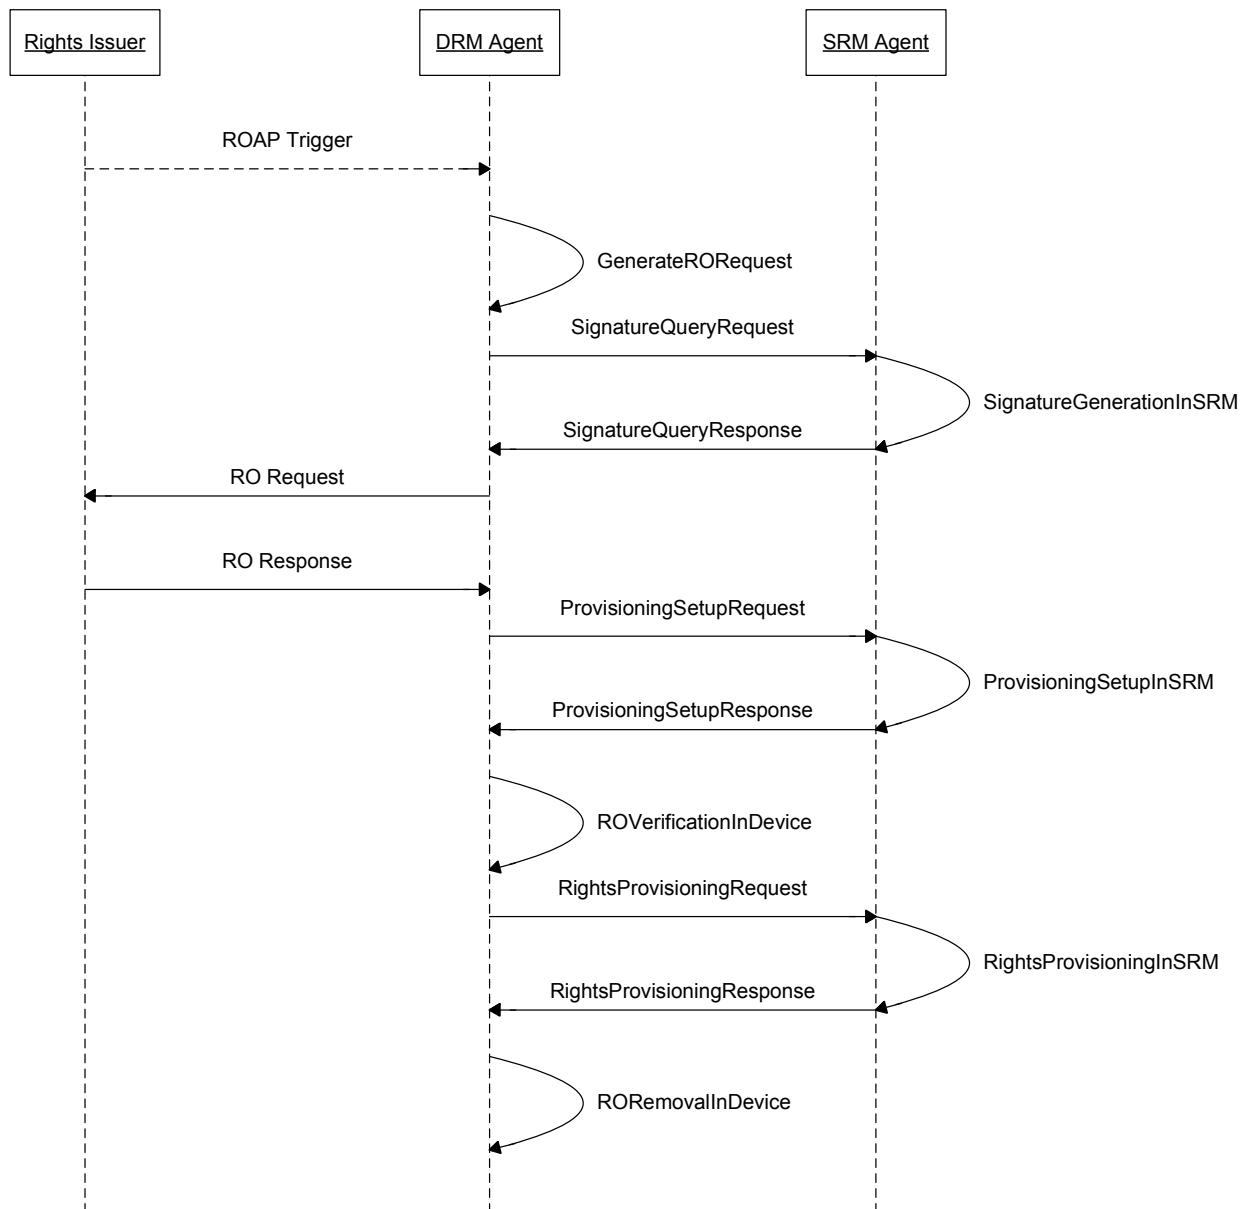 Rights Issuer
DRM Agent
SRM Agent
ROAP Trigger
GenerateRORequest
SignatureQueryRequest
SignatureGenerationInSRM
SignatureQueryResponse
RO Request
RO Response
ProvisioningSetupRequest
ProvisioningSetupInSRM
ProvisioningSetupResponse
ROVerificationInDevice
RightsProvisioningRequest
RightsProvisioningInSRM
RightsProvisioningResponse
RORemovalInDevice